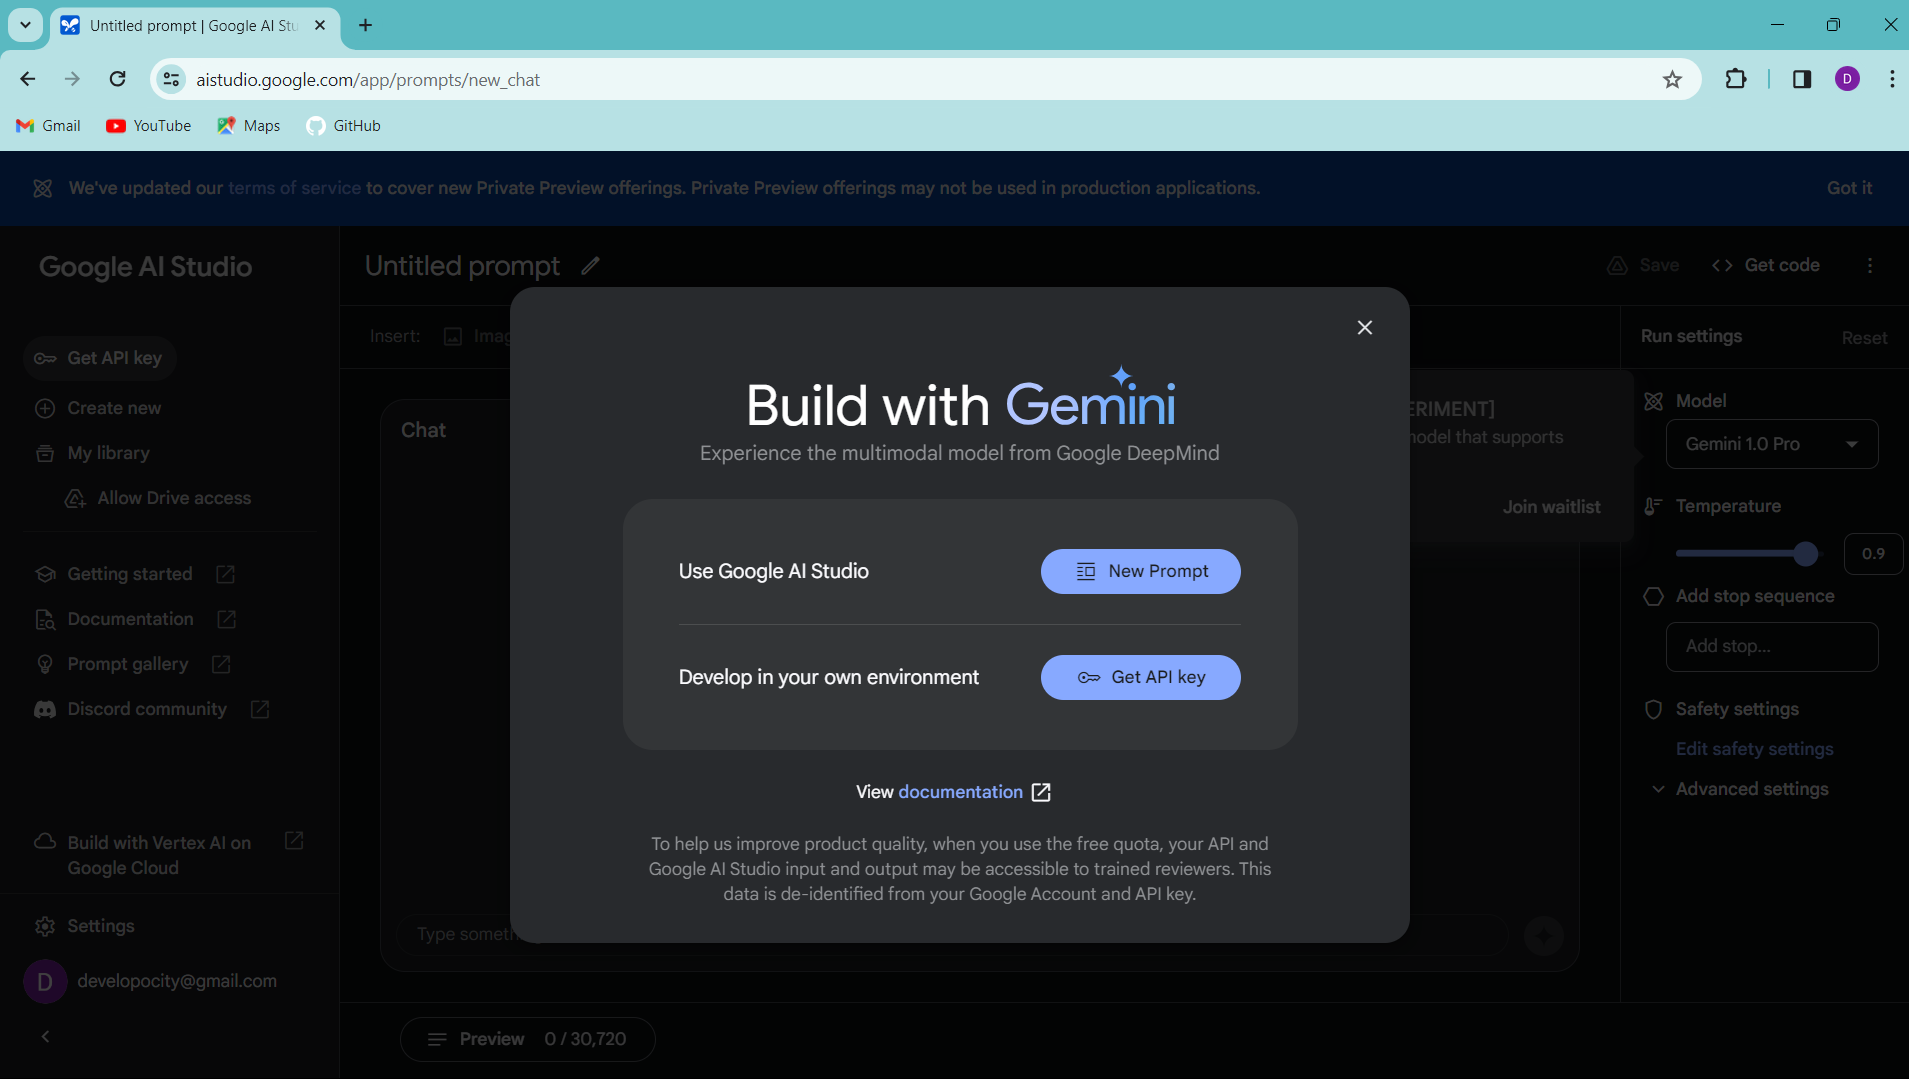 Untitled prompt | Google AI Stu
aistudio.google.com/app/prompts/new_chat
D
Gmail
YouTube
Maps
GitHub
We've updated our terms of service to cover new Private Preview offerings. Private Preview offerings may not be used in production applications.
Got it
Google AI Studio
Get API key
Create new
My library
Allow Drive access
Getting started
Documentation
Prompt gallery
Discord community
Build with Vertex AI on
Google Cloud
Settings
D
developocity@gmail.com
Untitled prompt
Save
Get code
Insert:
Chat
Build with Gemini
Experience the multimodal model from Google DeepMind
Use Google AI Studio
New Prompt
Develop in your own environment
Get API key
View documentation
To help us improve product quality, when you use the free quota, your API and
Google AI Studio input and output may be accessible to trained reviewers. This
data is de-identified from your Google Account and API key.
that supports
Join waitlist
Type
Preview 0 / 30,720
Run settings
Reset
Model
Gemini 1.0 Pro
Temperature
0.9
Add stop sequence
Add stop...
Safety settings
Edit safety settings
Advanced settings